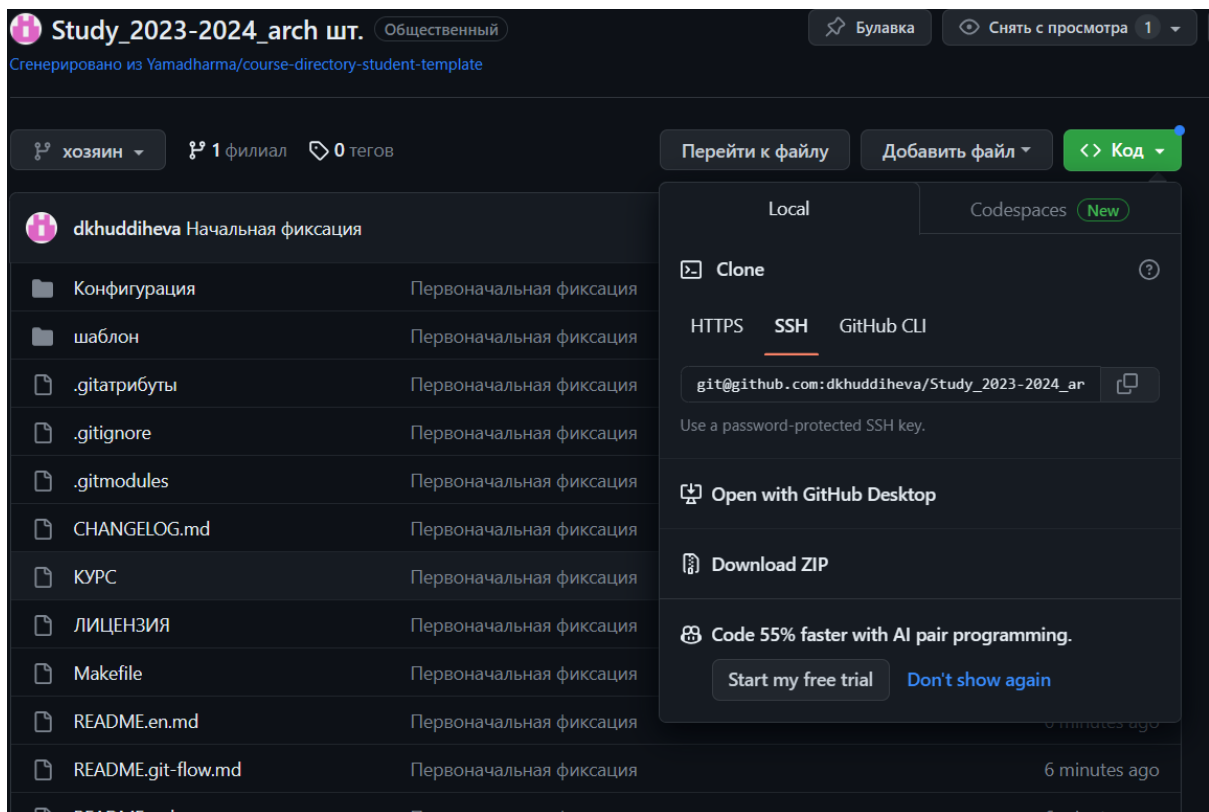 Study_2023-2024_arch шт. Общественный
Булавка
Снять с просмотра 1
Сгенерировано из Yamadharma/course-directory-student-template
хозяин
1 филиал
0 тегов
Перейти к файлу
Добавить файл
<> Код
dkhuddiheva Начальная фиксация
Конфигурация Первоначальная фиксация
шаблон Первоначальная фиксация
.gitатрибуты Первоначальная фиксация
.gitignore Первоначальная фиксация
.gitmodules Первоначальная фиксация
CHANGELOG.md Первоначальная фиксация
КУРС Первоначальная фиксация
ЛИЦЕНЗИЯ Первоначальная фиксация
Makefile Первоначальная фиксация
README.en.md Первоначальная фиксация
README.git-flow.md Первоначальная фиксация 6 minutes ago
Local
Codespaces New
Clone
HTTPS SSH GitHub CLI
git@github.com:dkhuddiheva/Study_2023-2024_ar
Use a password-protected SSH key.
Open with GitHub Desktop
Download ZIP
Code 55% faster with AI pair programming.
Start my free trial Don't show again